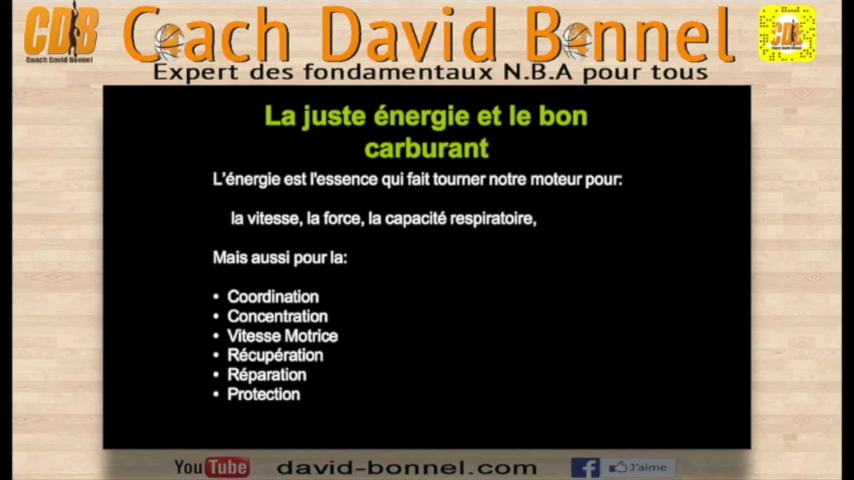 CDB
Coach David Bonnel
Coach David Bonnel
Expert des fondamentaux N.B.A pour tous
La juste énergie et le bon
carburant
L'énergie est l'essence qui fait tourner notre moteur pour:
la vitesse, la force, la capacité respiratoire,
Mais aussi pour la:
• Coordination
• Concentration
• Vitesse Motrice
• Récupération
• Réparation
• Protection
YouTube david-bonnel.com f J'aime